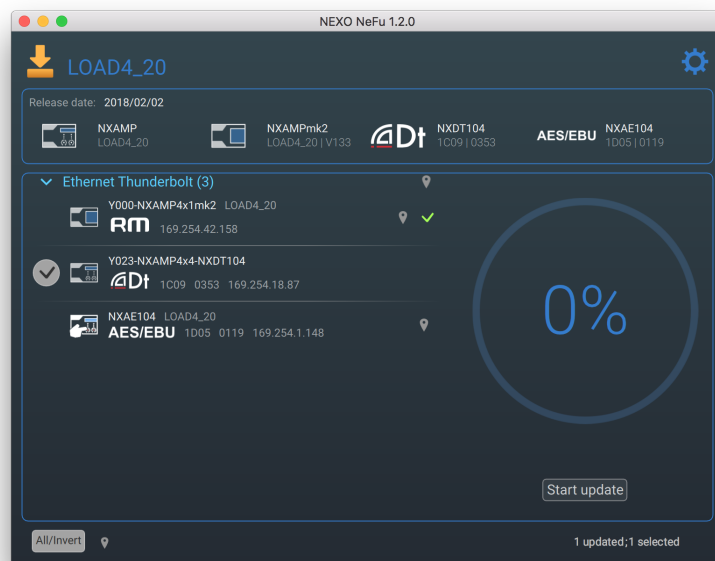 NEXO NeFu 1.2.0
LOAD4_20
Release date: 2018/02/02
NXAMP
LOAD4_20
NXAMPmk2
LOAD4_20 | V133
Dt
NXDT104
1C09 | 0353
AES/EBU
NXAE104
1D05 | 0119
Ethernet Thunderbolt (3)
Y000-NXAMP4x1mk2 LOAD4_20
RM 169.254.42.158
Y023-NXAMP4x4-NXDT104
Dt 1C09 0353 169.254.18.87
NXAE104 LOAD4_20
AES/EBU 1D05 0119 169.254.1.148
0%
Start update
All/Invert
1 updated;1 selected